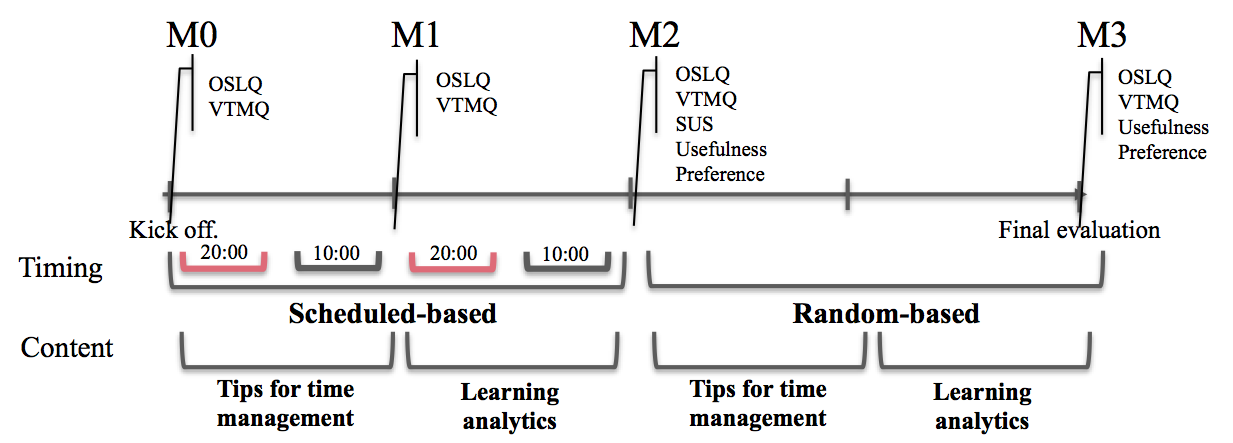 M0
M1
M2
M3
OSLQ
VTMQ
OSLQ
VTMQ
OSLQ
VTMQ
SUS
Usefulness
Preference
OSLQ
VTMQ
Usefulness
Preference
Kick off.
Final evaluation
Timing
20:00
10:00
20:00
10:00
Scheduled-based
Random-based
Content
Tips for time
management
Learning
analytics
Tips for time
management
Learning
analytics